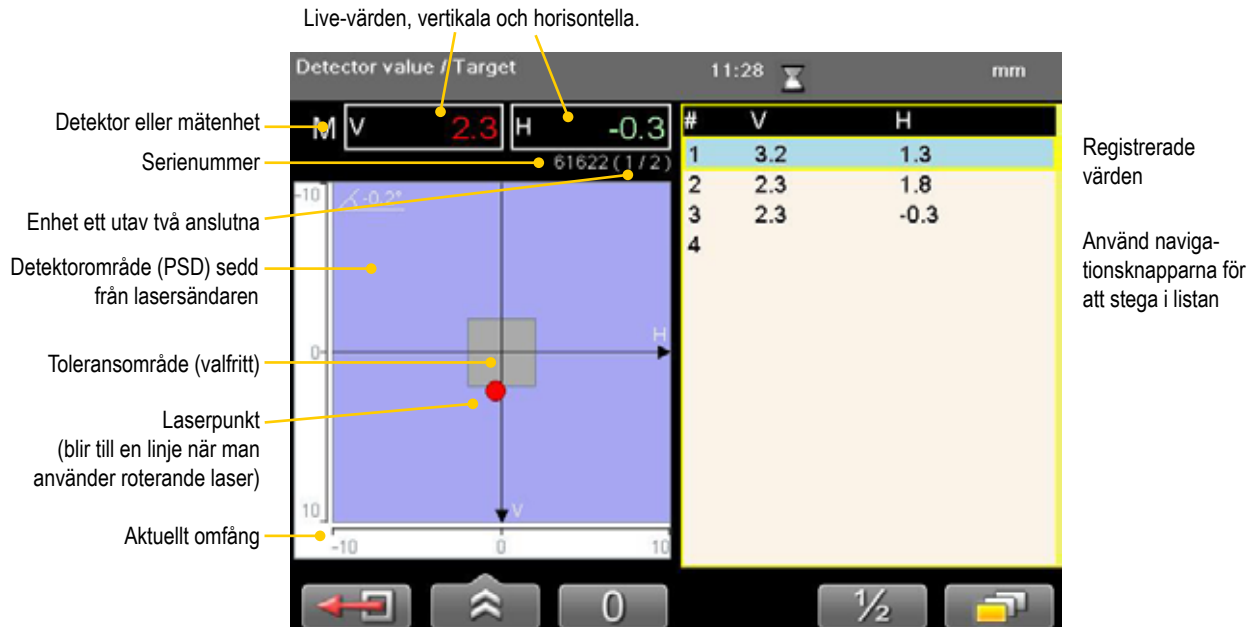 Live-värden, vertikala och horisontella.
Detector value / Target 11:28 mm
Detektor eller mätenhet
M V 2.3 H -0.3
Serienummer
61622 ( 1 / 2 )
Enhet ett utav två anslutna
Detektorområde (PSD) sedd
från lasersändaren
Toleransområde (valfritt)
Laserpunkt
(blir till en linje när man
använder roterande laser)
Aktuellt omfång
-10
-0.2°
0
H
10
V
-10 0 10
# V H
1 3.2 1.3
2 2.3 1.8
3 2.3 -0.3
4
Registrerade
värden
Använd naviga-
tionsknapparna för
att stega i listan
0
½